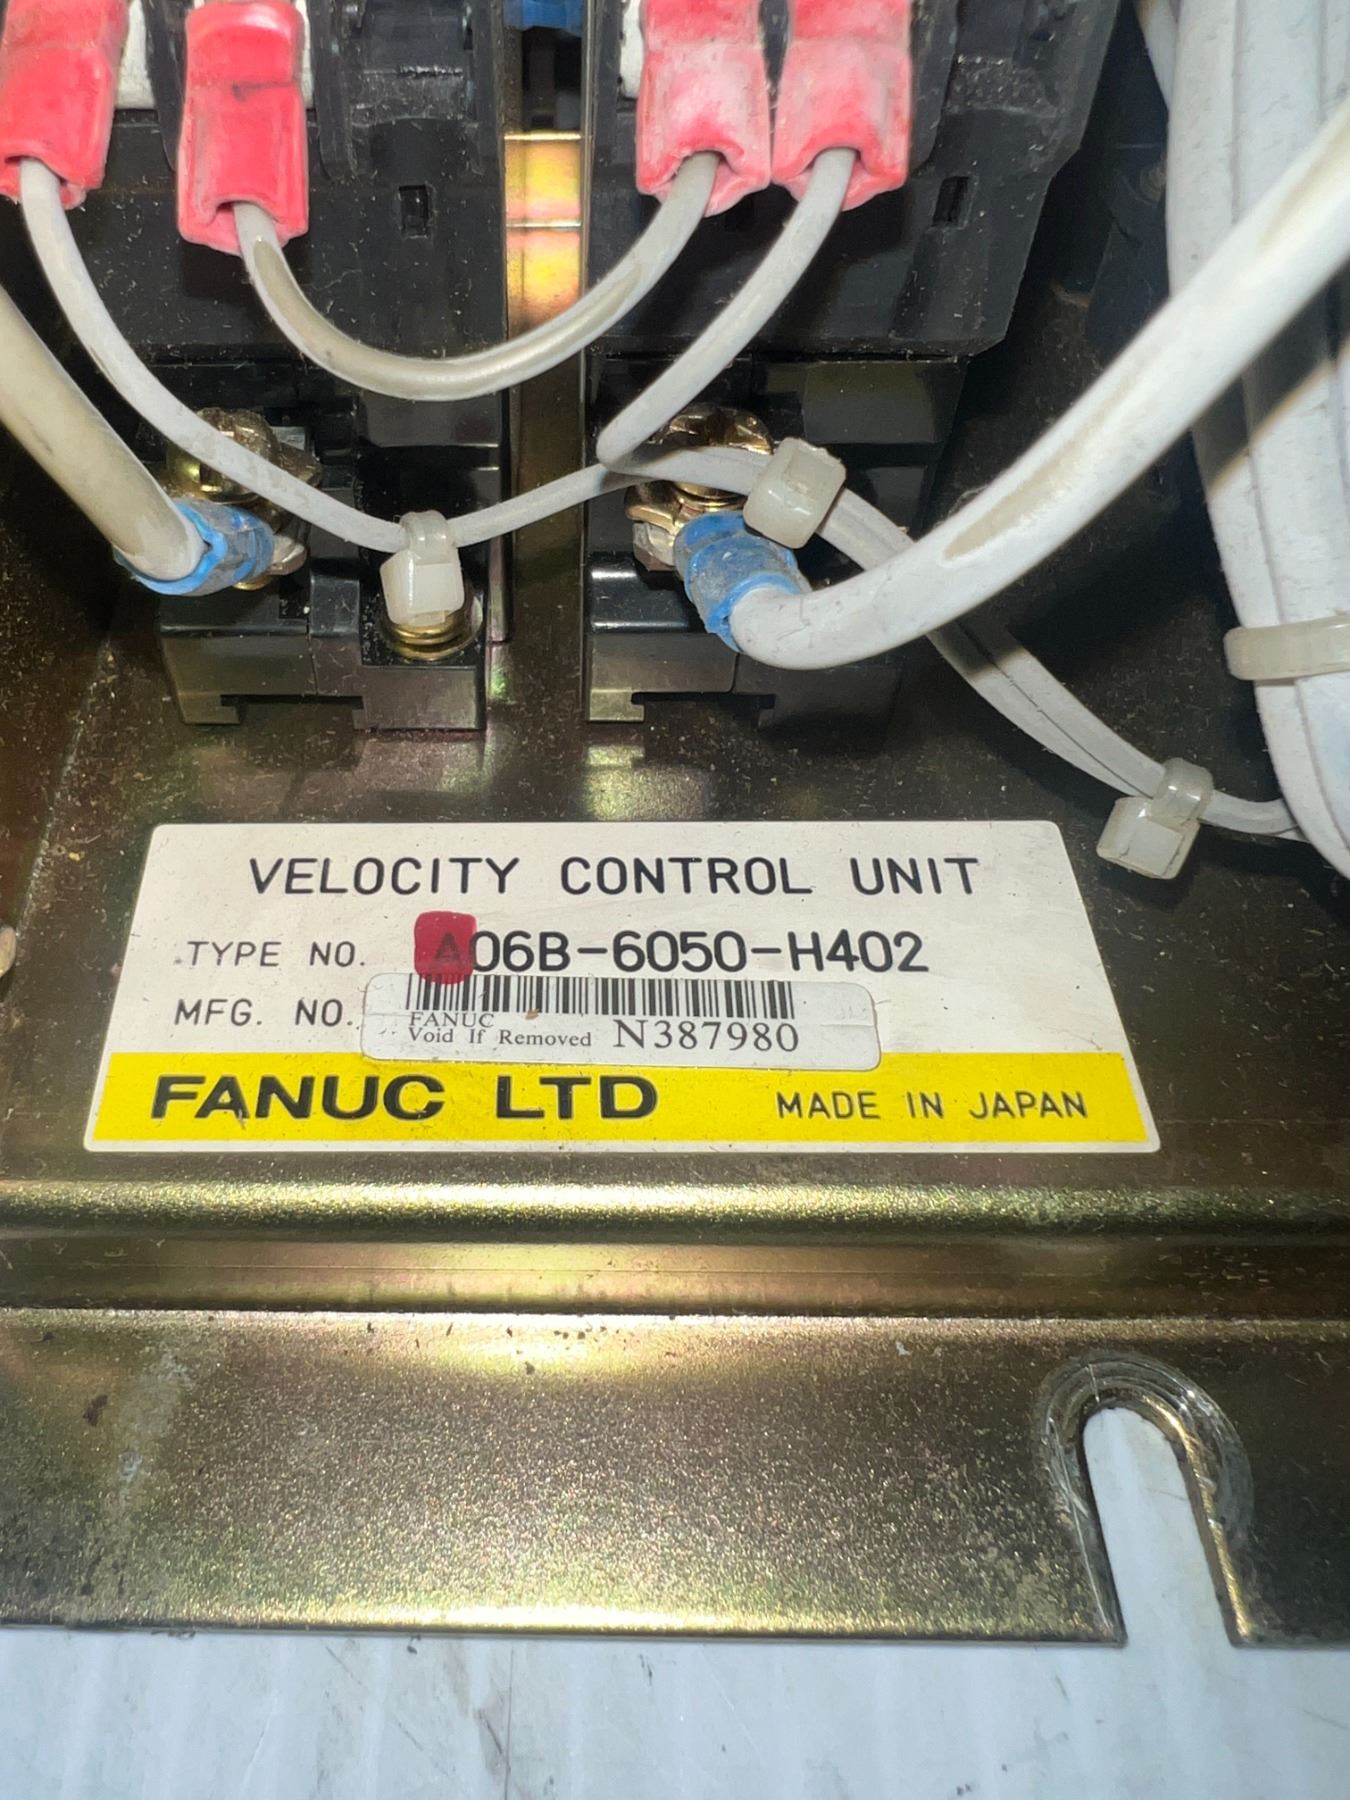 VELOCITY CONTROL UNIT
TYPE NO. A06B-6050-H402
MFG. NO.
FANUC
Void If Removed N387980
FANUC LTD MADE IN JAPAN